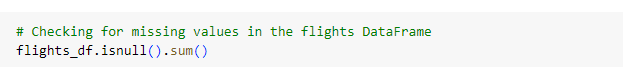 # Checking for missing values in the flights DataFrame
flights_df.isnull().sum()